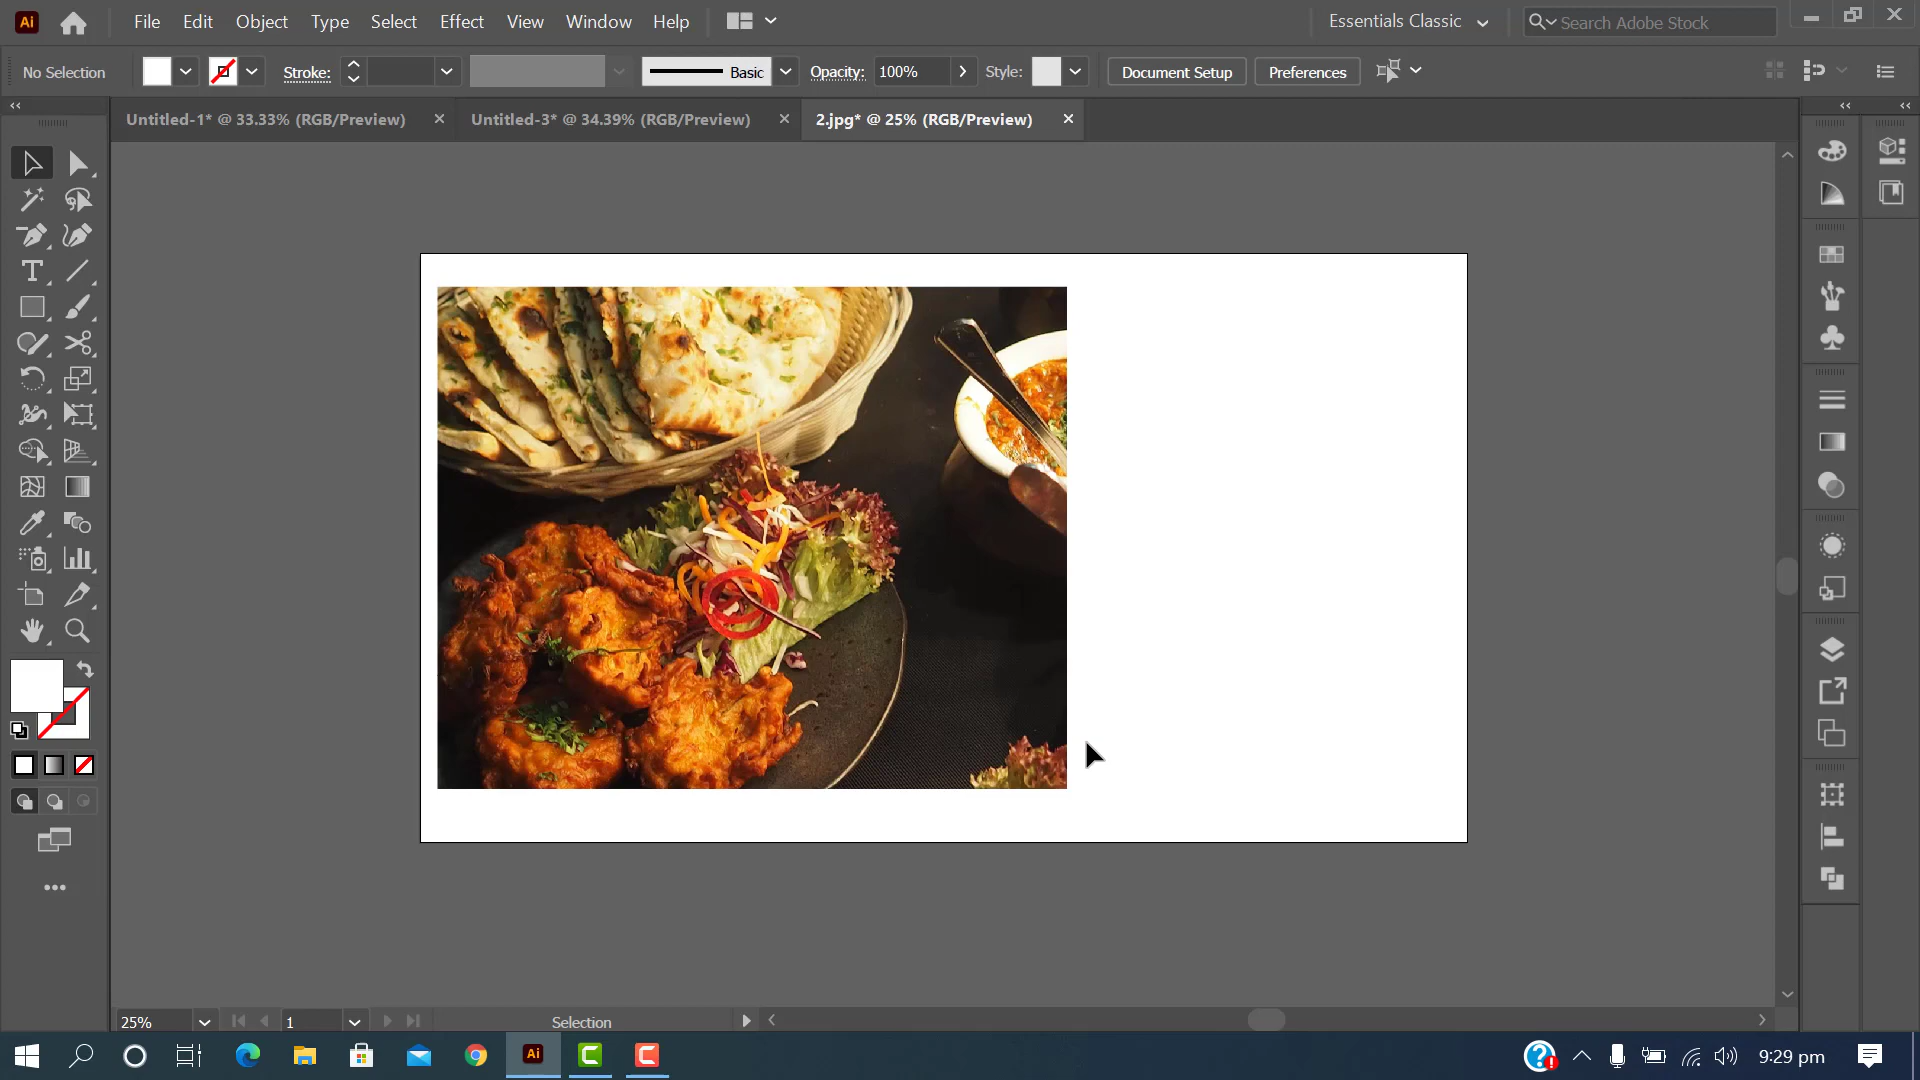 Ai File Edit Object Type Select Effect View Window Help Essentials Classic Search Adobe Stock
No Selection Stroke: Basic Opacity: 100% Style: Document Setup Preferences
Untitled-1* @ 33.33% (RGB/Preview) Untitled-3* @ 34.39% (RGB/Preview) 2.jpg* @ 25% (RGB/Preview)
25% 1 Selection
Ai 9:29 pm